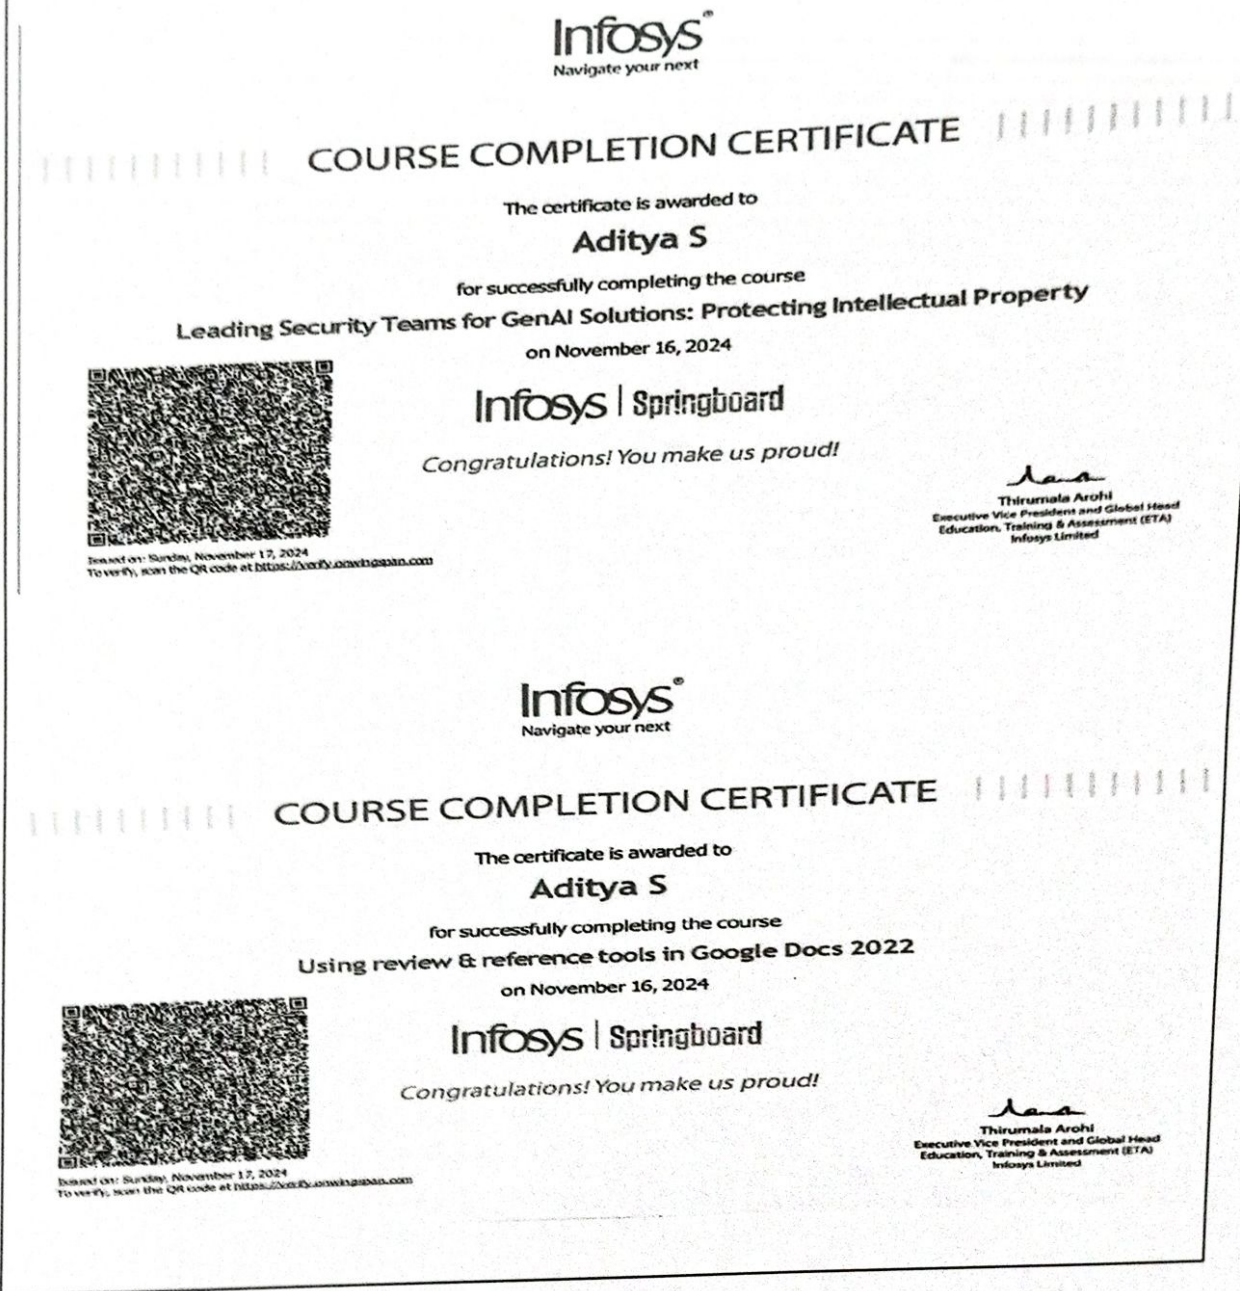 Infosys®
Navigate your next
COURSE COMPLETION CERTIFICATE
The certificate is awarded to
Aditya S
for successfully completing the course
Leading Security Teams for GenAI Solutions: Protecting Intellectual Property
on November 16, 2024
Infosys | Springboard
Congratulations! You make us proud!
Thirumala Arohi
Executive Vice President and Global Head
Education, Training & Assessment (ETA)
Infosys Limited
Issued on: Sunday, November 17, 2024
To verify, scan the QR code at https://verify.onwingspan.com
Infosys®
Navigate your next
COURSE COMPLETION CERTIFICATE
The certificate is awarded to
Aditya S
for successfully completing the course
Using review & reference tools in Google Docs 2022
on November 16, 2024
Infosys | Springboard
Congratulations! You make us proud!
Thirumala Arohi
Executive Vice President and Global Head
Education, Training & Assessment (ETA)
Infosys Limited
Issued on: Sunday, November 17, 2024
To verify, scan the QR code at https://verify.onwingspan.com